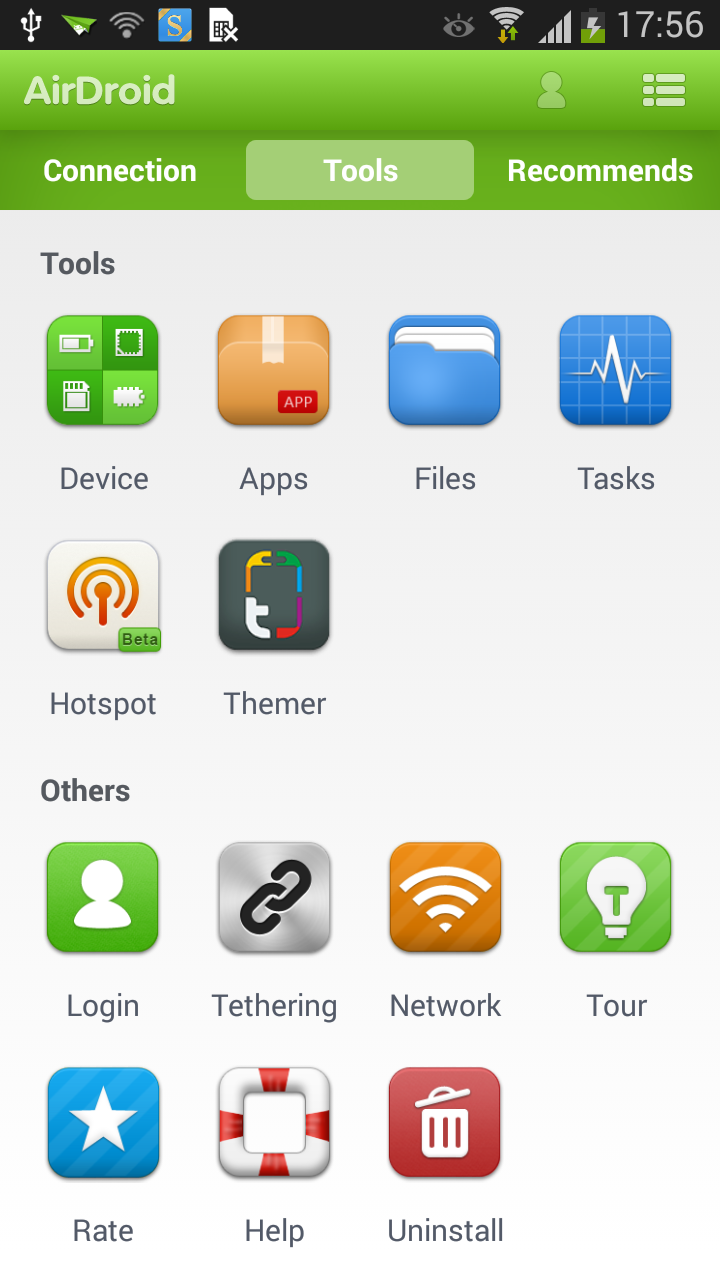 17:56
AirDroid
Connection Tools Recommends
Tools
APP
Device Apps Files Tasks
Beta
Hotspot Themer
Others
Login Tethering Network Tour
Rate Help Uninstall